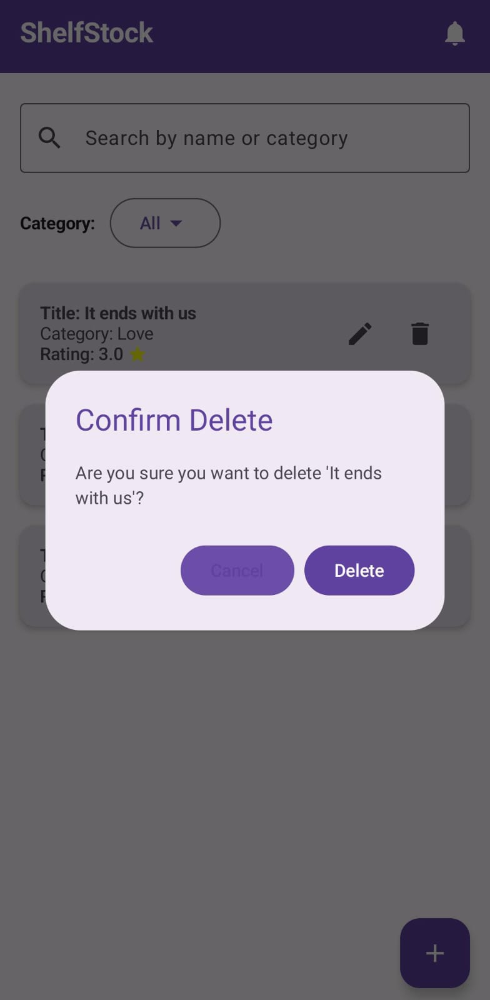 ShelfStock
Search by name or category
Category: All
Title: It ends with us
Category: Love
Rating: 3.0
Confirm Delete
Are you sure you want to delete 'It ends
with us'?
Cancel Delete